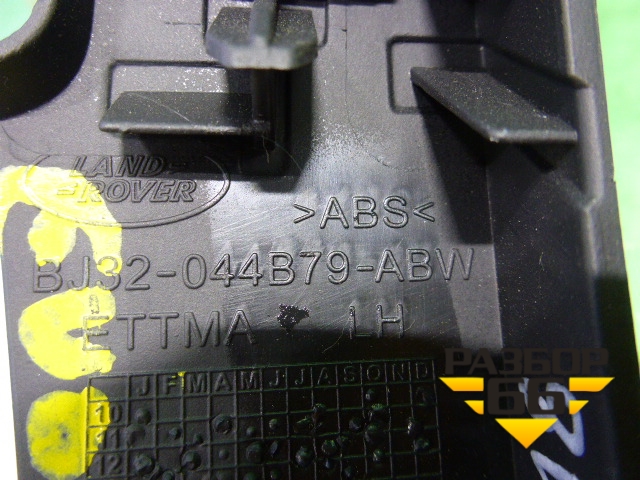 LAND-
ROVER
>ABS<
BJ32-044B79-ABW
ETTMA LH
J F M A M J J A S O N D
10
11
12
РАЗБОР
66